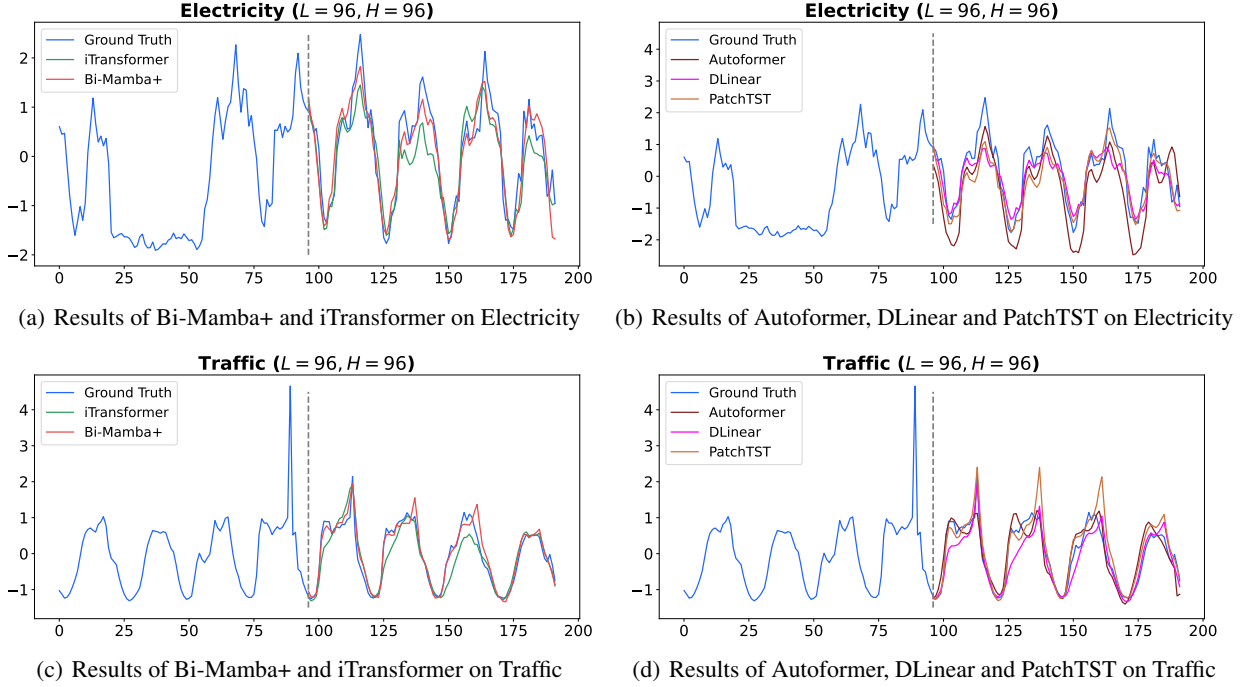 Electricity (L = 96, H = 96)
Ground Truth
iTransformer
Bi-Mamba+
2
1
0
−1
−2
0 25 50 75 100 125 150 175 200
(a) Results of Bi-Mamba+ and iTransformer on Electricity
Electricity (L = 96, H = 96)
Ground Truth
Autoformer
DLinear
PatchTST
4
3
2
1
0
−1
−2
0 25 50 75 100 125 150 175 200
(b) Results of Autoformer, DLinear and PatchTST on Electricity
Traffic (L = 96, H = 96)
Ground Truth
iTransformer
Bi-Mamba+
4
3
2
1
0
−1
0 25 50 75 100 125 150 175 200
(c) Results of Bi-Mamba+ and iTransformer on Traffic
Traffic (L = 96, H = 96)
Ground Truth
Autoformer
DLinear
PatchTST
4
3
2
1
0
−1
0 25 50 75 100 125 150 175 200
(d) Results of Autoformer, DLinear and PatchTST on Traffic